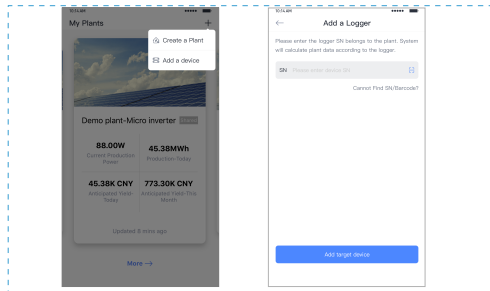 10:14 AM
My Plants
+
Create a Plant
Add a device
Demo plant-Micro inverter
88.00W
Current Production Power
45.38MWh
Production-Today
45.38K CNY
Anticipated Yield-Today
773.30K CNY
Anticipated Yield-This Month
Updated 8 mins ago
More →
10:14 AM
← Add a Logger
Please enter the logger SN belongs to the plant. System
will calculate plant data according to the logger.
SN Please enter device SN
Cannot Find SN/Barcode?
Add target device